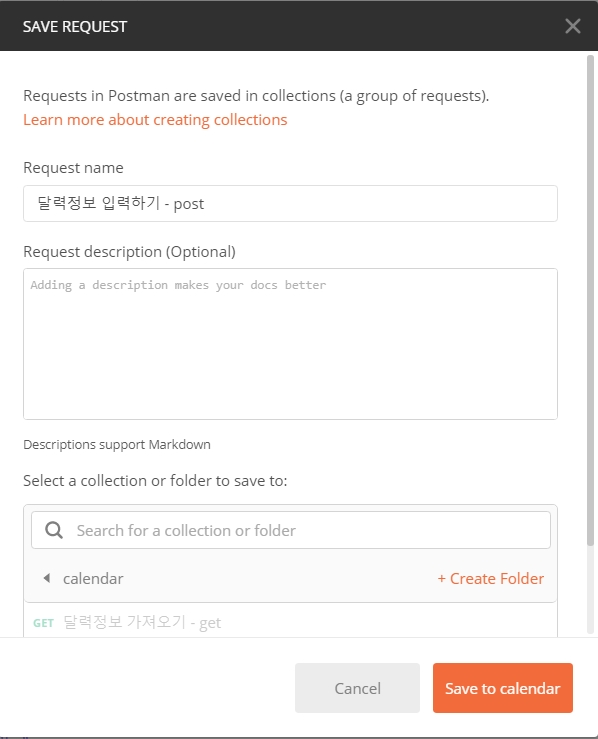 SAVE REQUEST
Requests in Postman are saved in collections (a group of requests).
Learn more about creating collections
Request name
달력정보 입력하기 - post
Request description (Optional)
Adding a description makes your docs better
Descriptions support Markdown
Select a collection or folder to save to:
Search for a collection or folder
calendar + Create Folder
GET 달력정보 가져오기 - get
Cancel Save to calendar